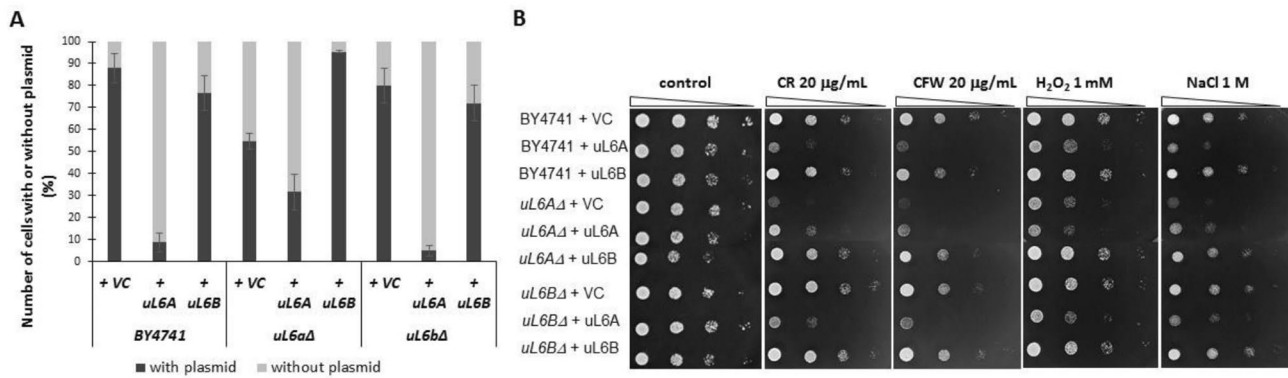 A
Number of cells with or without plasmid
(%)
100
90
80
70
60
50
40
30
20
10
0
+ VC
+
uL6A
+
uL6B
+ VC
+
uL6A
+
uL6B
+ VC
+
uL6A
+
uL6B
BY4741
uL6aΔ
uL6bΔ
with plasmid
without plasmid
B
control
CR 20 μg/mL
CFW 20 μg/mL
H₂O₂ 1 mM
NaCl 1 M
BY4741 + VC
BY4741 + uL6A
BY4741 + uL6B
uL6AΔ + VC
uL6AΔ + uL6A
uL6AΔ + uL6B
uL6BΔ + VC
uL6BΔ + uL6A
uL6BΔ + uL6B